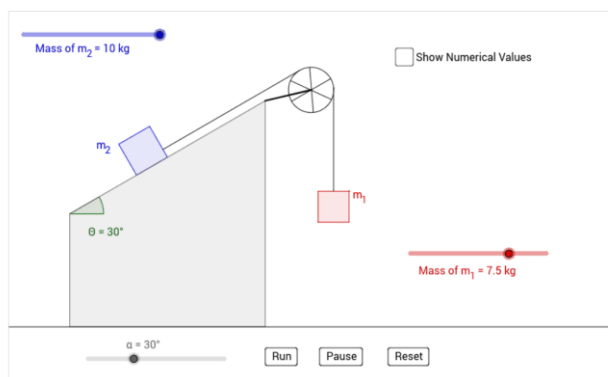 Mass of m₂ = 10 kg
Show Numerical Values
m₂
m₁
Θ = 30°
Mass of m₁ = 7.5 kg
α = 30°
Run
Pause
Reset